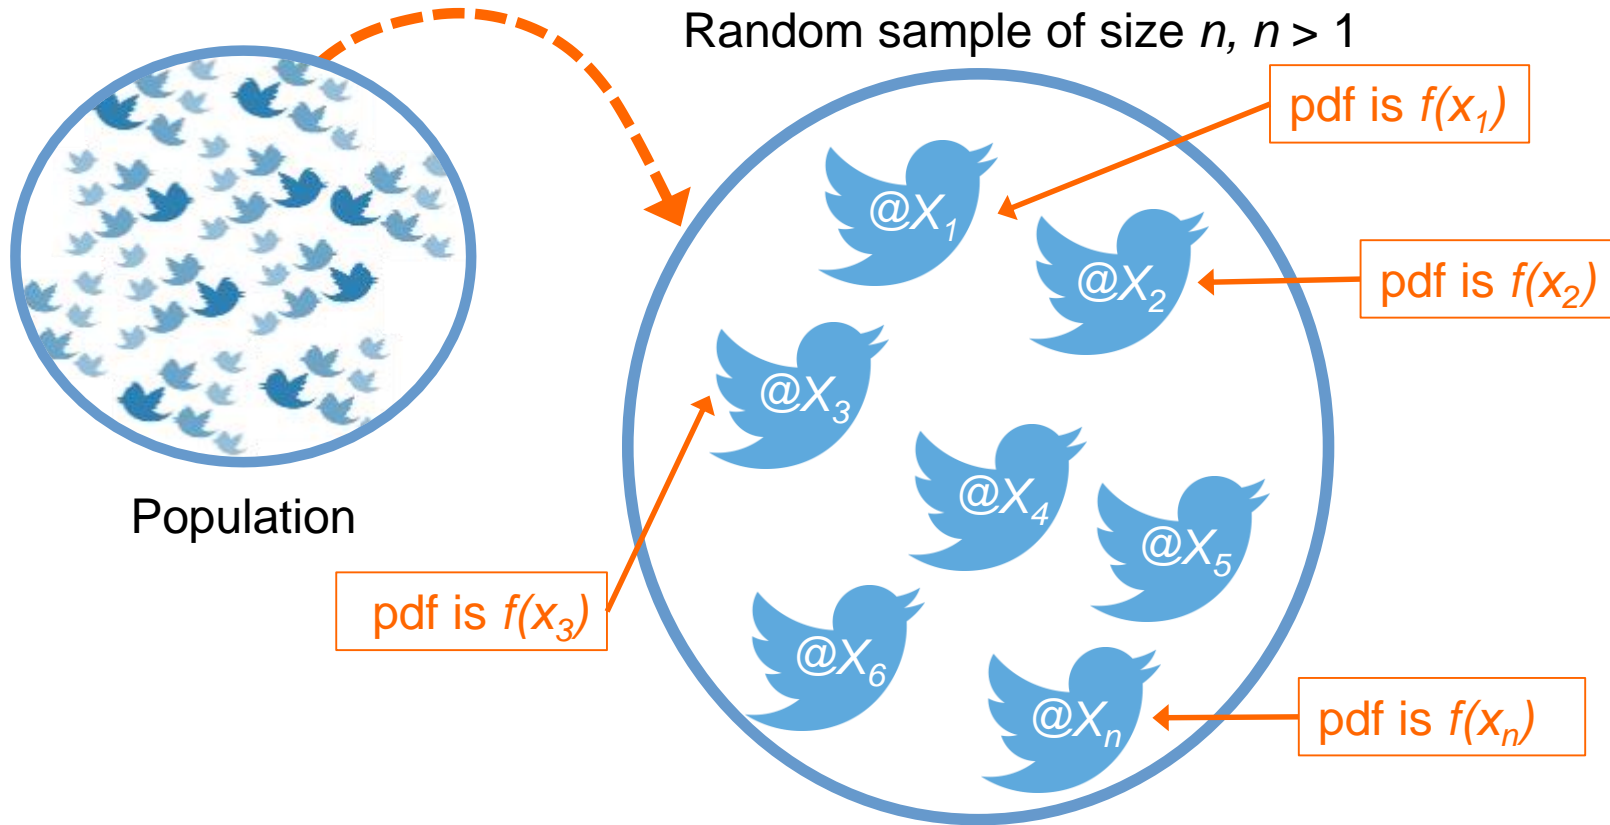 Random sample of size n, n > 1
pdf is f(x₁)
@X₁
@X₂
pdf is f(x₂)
@X₃
@X₄
Population
@X₅
pdf is f(x₃)
@X₆
@Xₙ
pdf is f(xₙ)